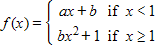 f(x) = { ax + b if x < 1
bx² + 1 if x ≥ 1